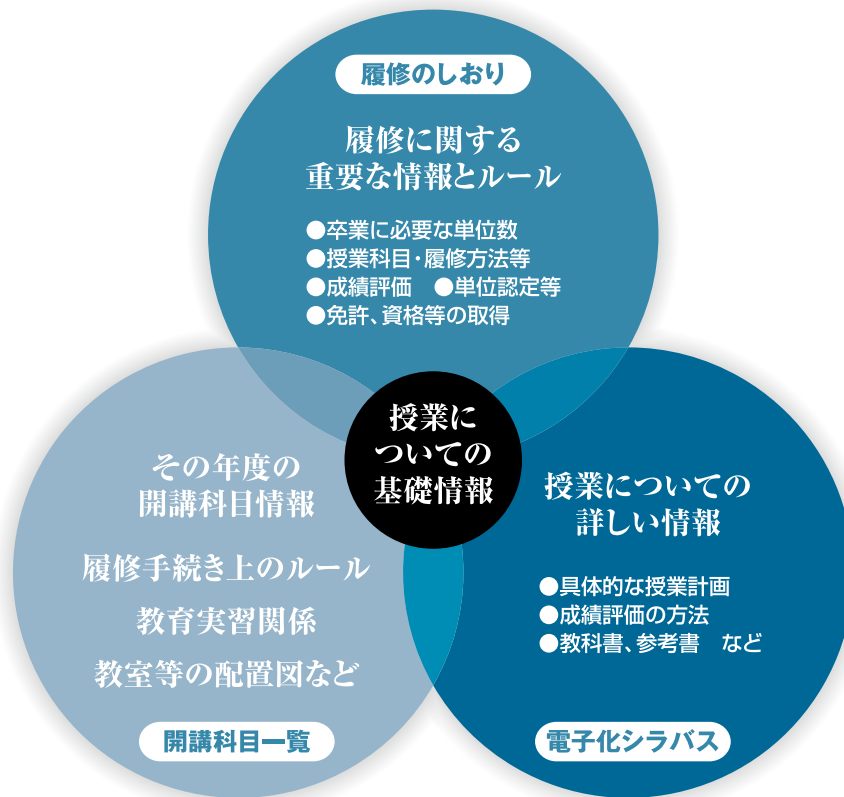 履修のしおり
履修に関する
重要な情報とルール
●卒業に必要な単位数
●授業科目・履修方法等
●成績評価　●単位認定等
●免許、資格等の取得
授業に
ついての
基礎情報
その年度の
開講科目情報
履修手続き上のルール
教育実習関係
教室等の配置図など
開講科目一覧
授業についての
詳しい情報
●具体的な授業計画
●成績評価の方法
●教科書、参考書　など
電子化シラバス